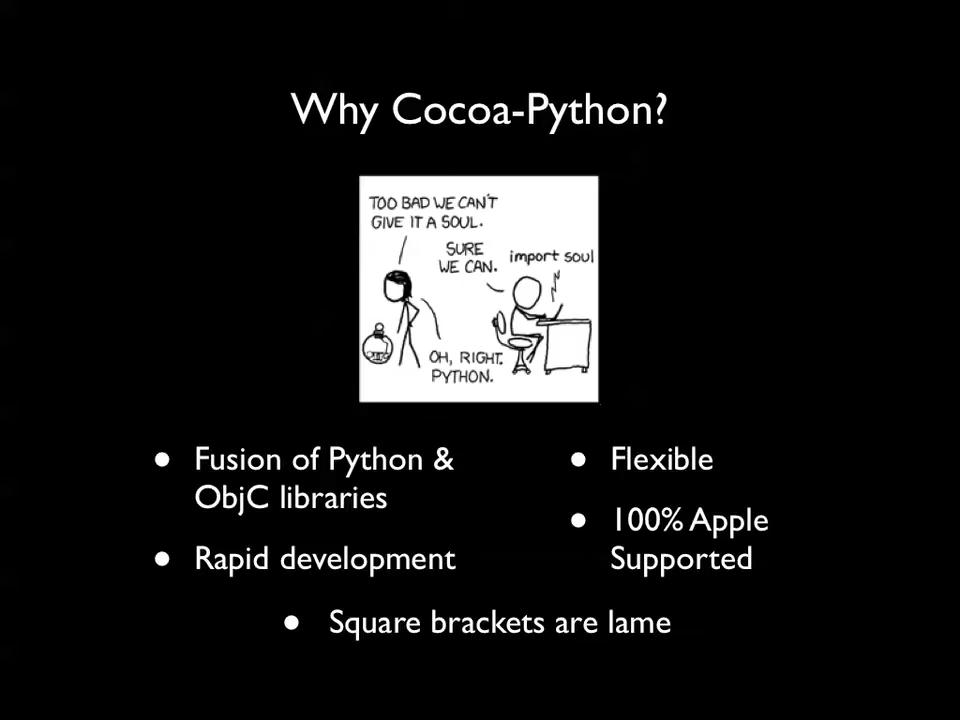 Why Cocoa-Python?
TOO BAD WE CAN'T
GIVE IT A SOUL.
SURE
WE CAN.
import soul
OH, RIGHT.
PYTHON.
• Fusion of Python &
ObjC libraries
• Rapid development
• Flexible
• 100% Apple
Supported
• Square brackets are lame